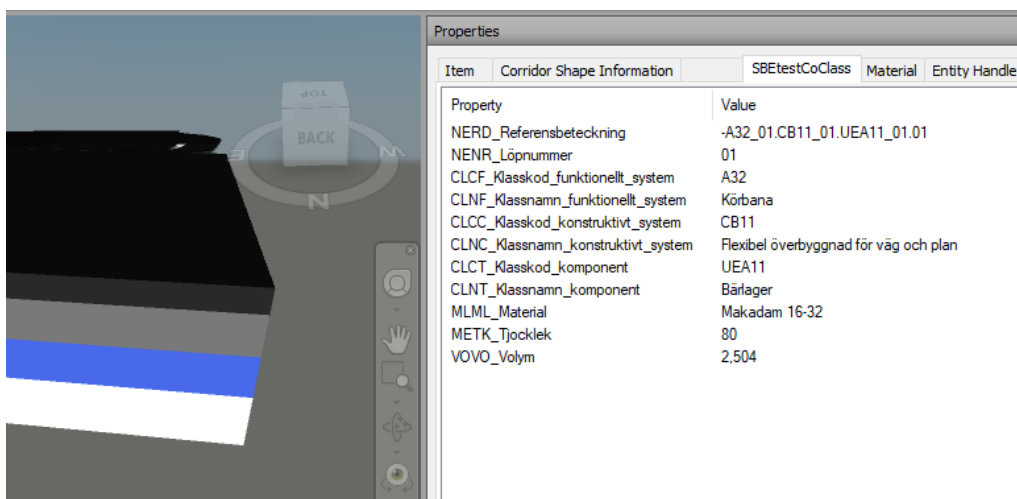 Properties
Item Corridor Shape Information SBEtestCoClass Material Entity Handle
Property Value
NERD_Referensbeteckning -A32_01.CB11_01.UEA11_01.01
NENR_Löpnummer 01
CLCF_Klasskod_funktionellt_system A32
CLNF_Klassnamn_funktionellt_system Körbana
CLCC_Klasskod_konstruktivt_system CB11
CLNC_Klassnamn_konstruktivt_system Flexibel överbyggnad för väg och plan
CLCT_Klasskod_komponent UEA11
CLNT_Klassnamn_komponent Bärlager
MLML_Material Makadam 16-32
METK_Tjocklek 80
VOVO_Volym 2,504
TOP
BACK
N